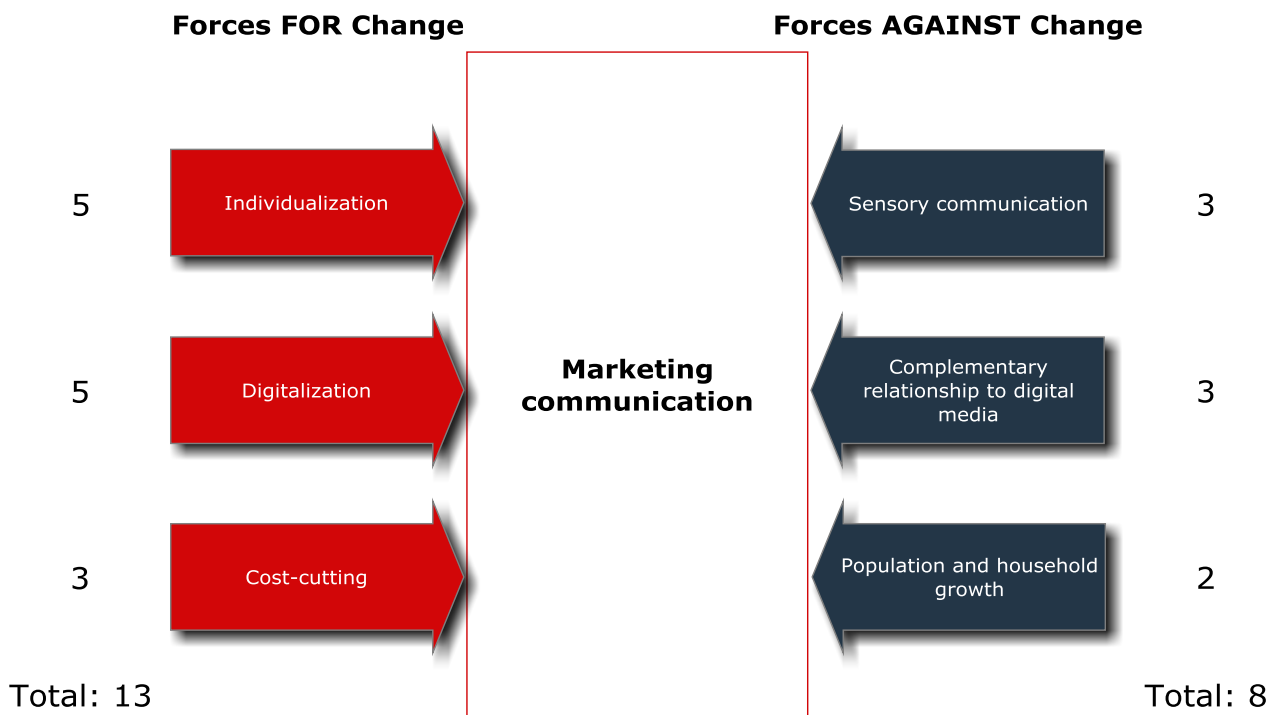 Forces FOR Change
Forces AGAINST Change
5
Individualization
Sensory communication
3
5
Digitalization
Marketing
communication
Complementary
relationship to digital
media
3
3
Cost-cutting
Population and household
growth
2
Total: 13
Total: 8